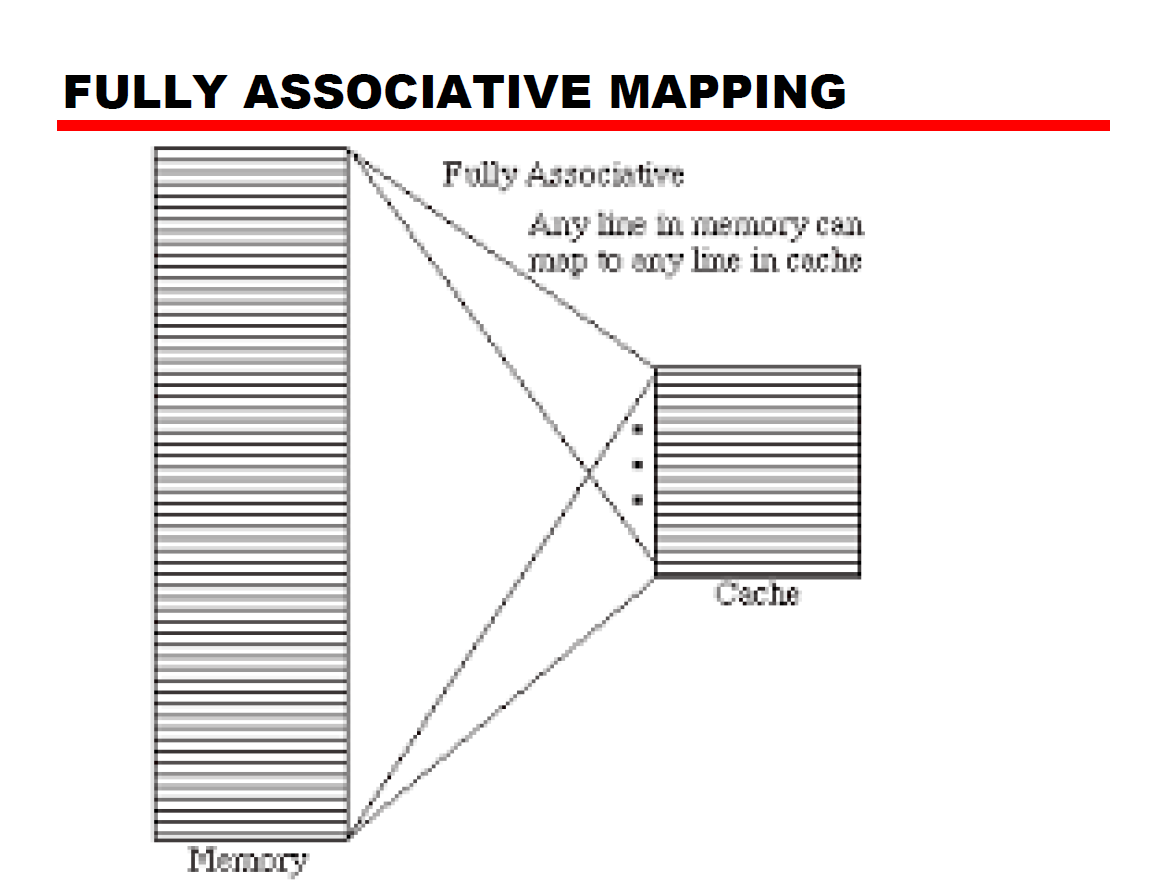 FULLY ASSOCIATIVE MAPPING
Fully Associative
Any line in memory can
map to any line in cache
Cache
Memory